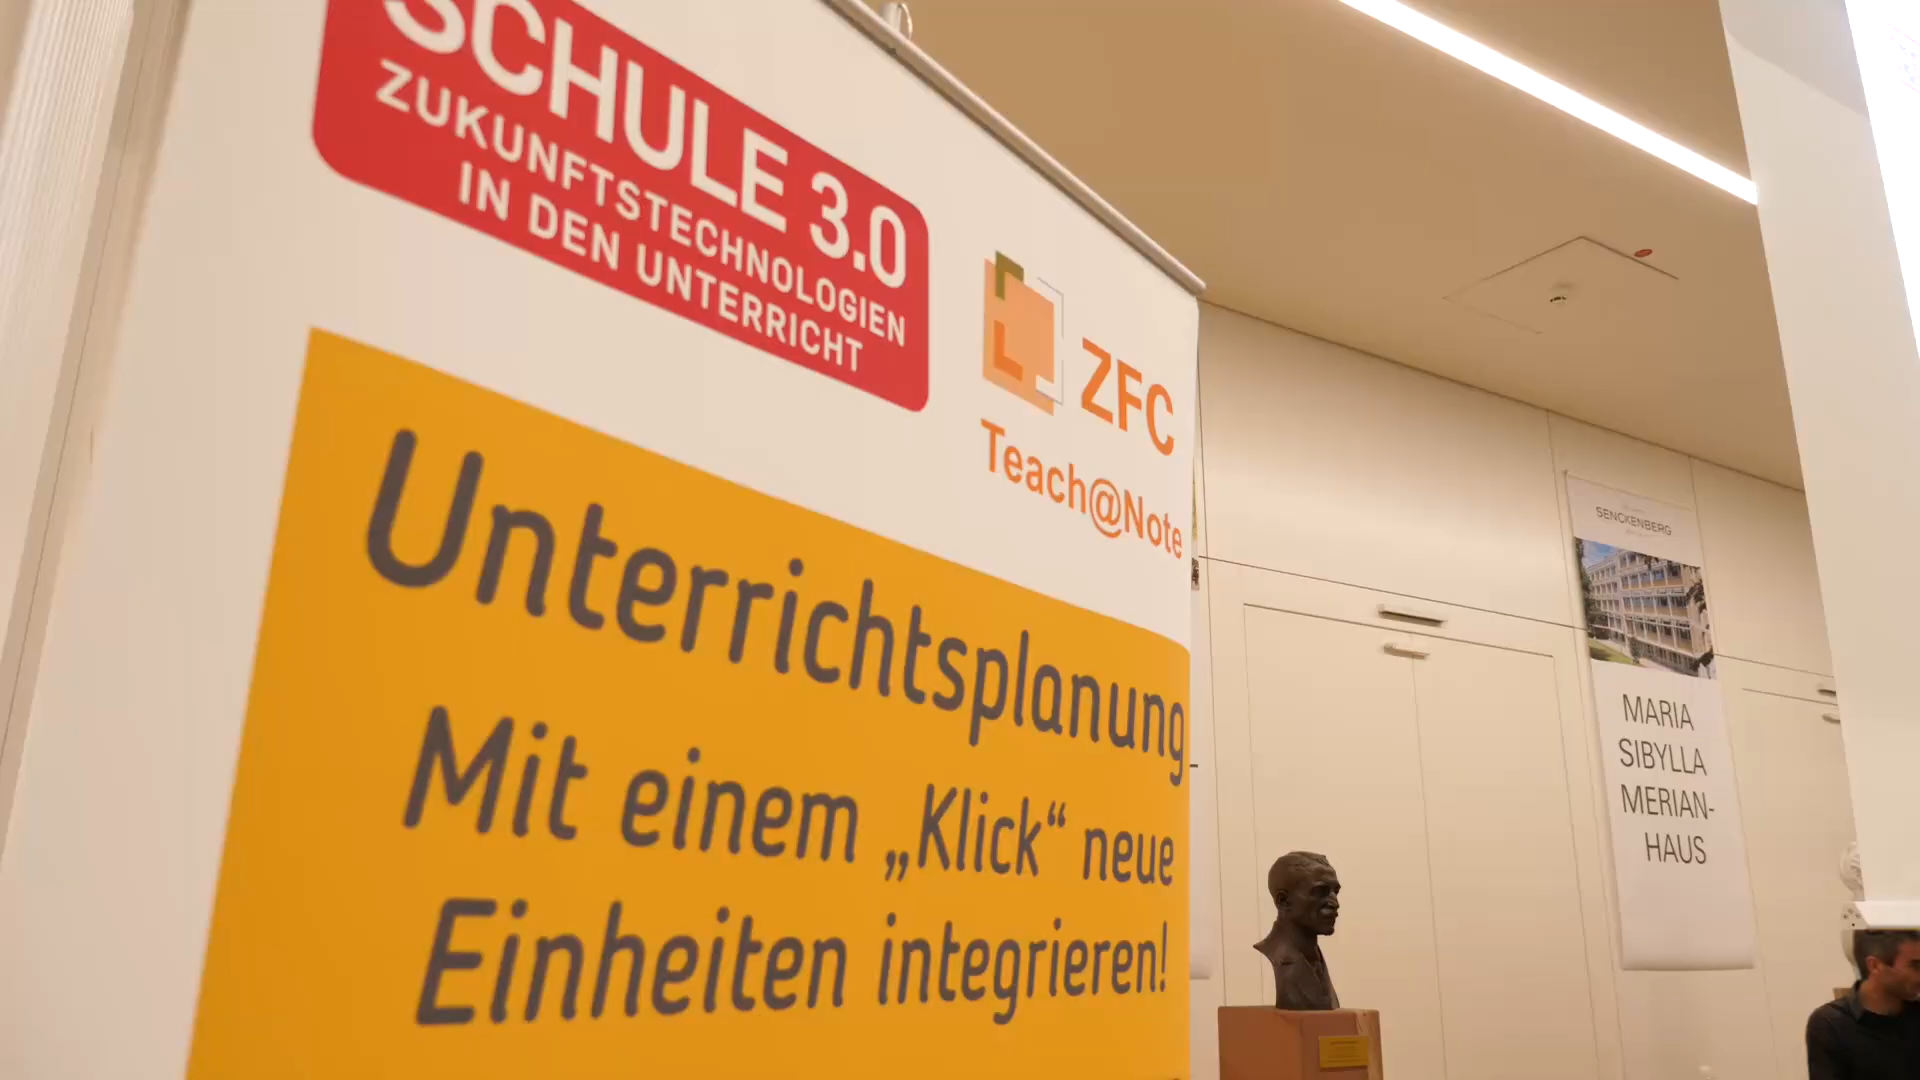 SCHULE 3.0
ZUKUNFTSTECHNOLOGIEN
IN DEN UNTERRICHT
ZFC
Teach@Note
Unterrichtsplanung
Mit einem „Klick“ neue
Einheiten integrieren!
SENCKENBERG
MARIA
SIBYLLA
MERIAN-
HAUS